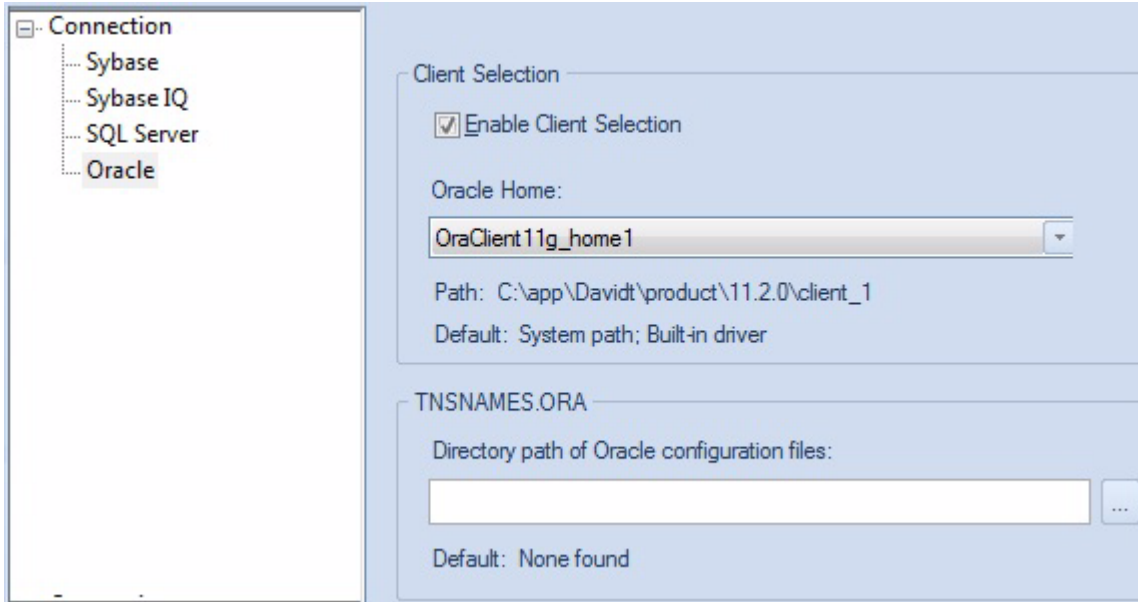 Connection
Sybase
Sybase IQ
SQL Server
Oracle
Client Selection
Enable Client Selection
Oracle Home:
OraClient11g_home1
Path: C:\app\Davidt\product\11.2.0\client_1
Default: System path; Built-in driver
TNSNAMES.ORA
Directory path of Oracle configuration files:
...
Default: None found